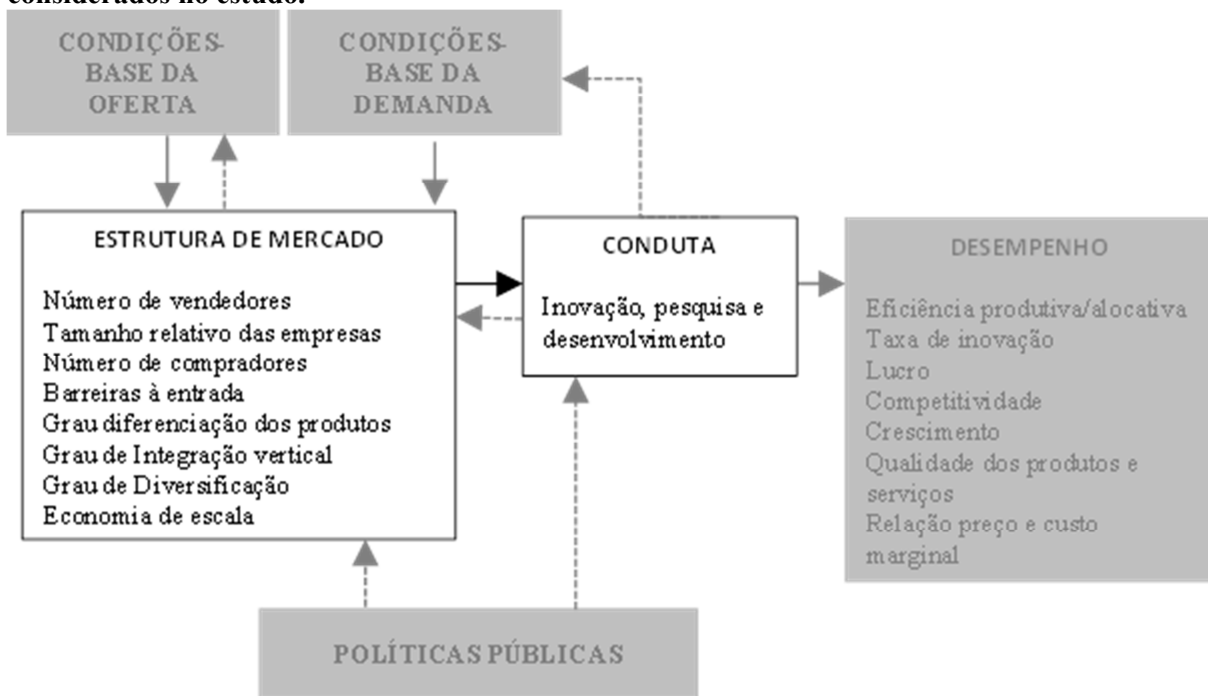 considerados no estudo.
CONDIÇÕES-
BASE DA
OFERTA
CONDIÇÕES-
BASE DA
DEMANDA
ESTRUTURA DE MERCADO
Número de vendedores
Tamanho relativo das empresas
Número de compradores
Barreiras à entrada
Grau diferenciação dos produtos
Grau de Integração vertical
Grau de Diversificação
Economia de escala
CONDUTA
Inovação, pesquisa e
desenvolvimento
DESEMPENHO
Eficiência produtiva/alocativa
Taxa de inovação
Lucro
Competitividade
Crescimento
Qualidade dos produtos e
serviços
Relação preço e custo
marginal
POLÍTICAS PÚBLICAS